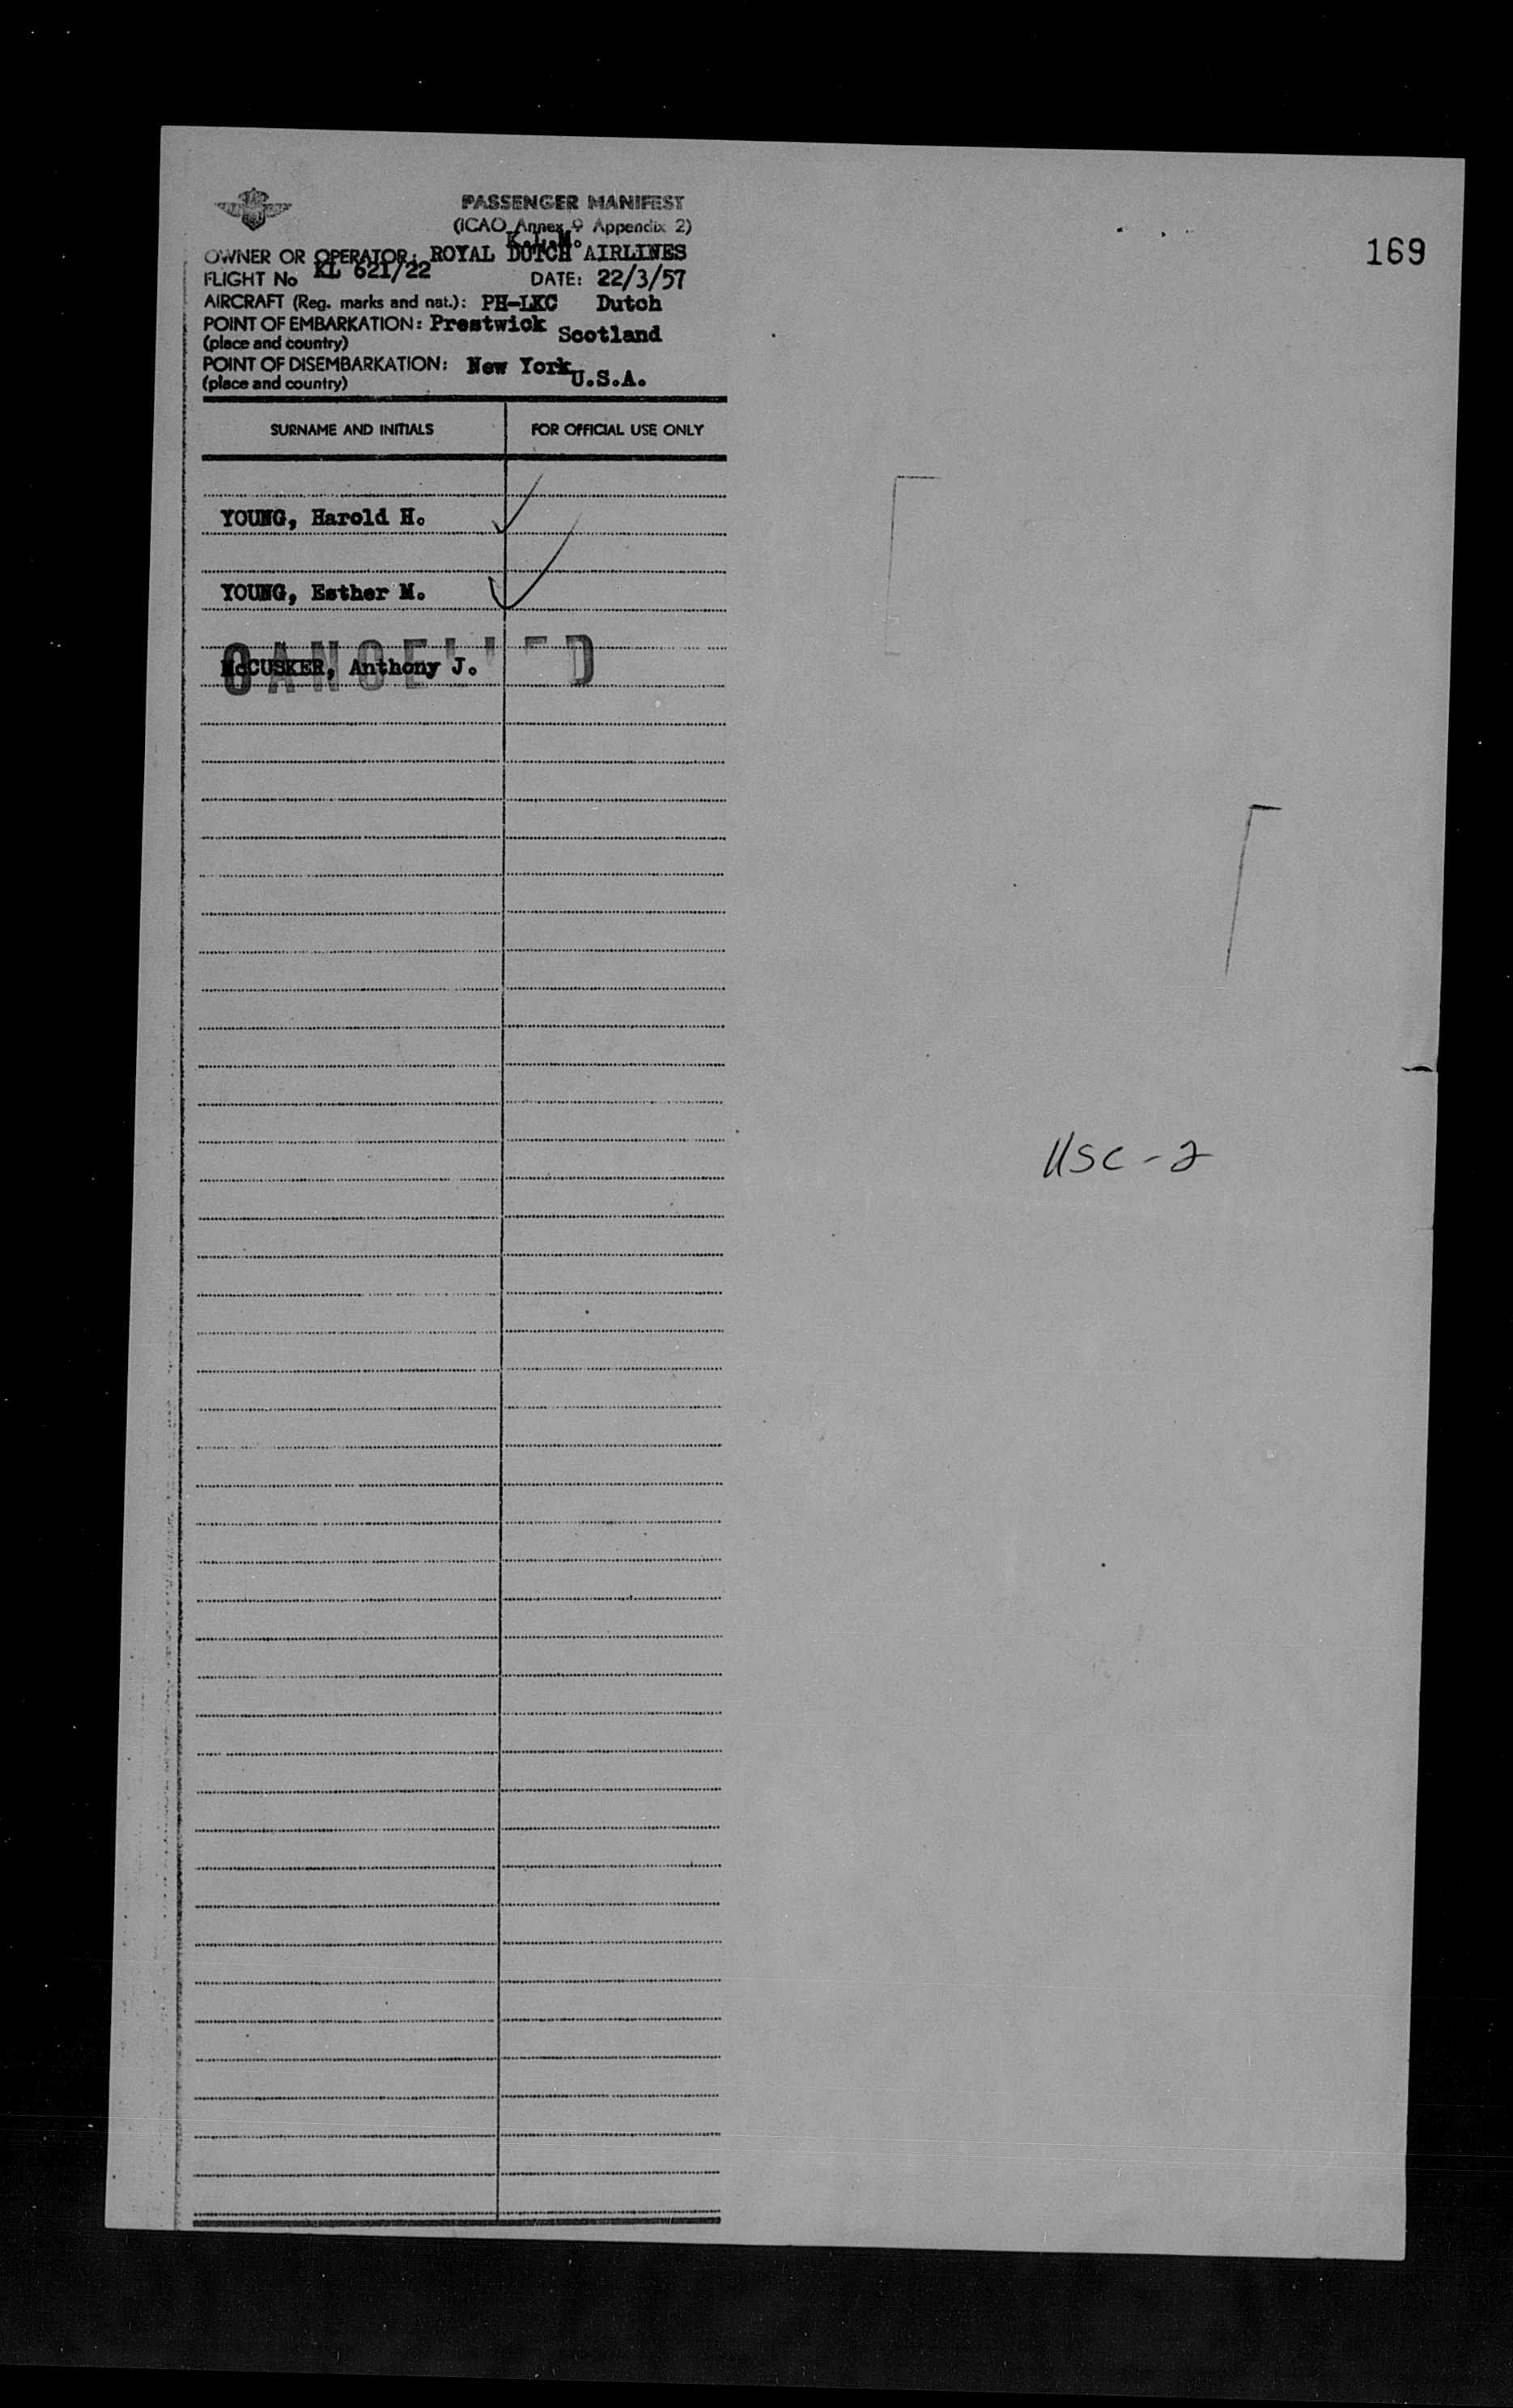 169
PASSENGER MANIFEST
(ICAO Annex 9 Appendix 2)
K.L.M.
OWNER OR OPERATOR: ROYAL DUTCH AIRLINES
FLIGHT No KL 621/22 DATE: 22/3/57
AIRCRAFT (Reg. marks and nat.): PH-LKC Dutch
POINT OF EMBARKATION: Prestwick Scotland
(place and country)
POINT OF DISEMBARKATION: New York U.S.A.
(place and country)
SURNAME AND INITIALS FOR OFFICIAL USE ONLY
YOUNG, Harold H.
YOUNG, Esther M.
CANCELLED
McCUSKER, Anthony J.
USC-2